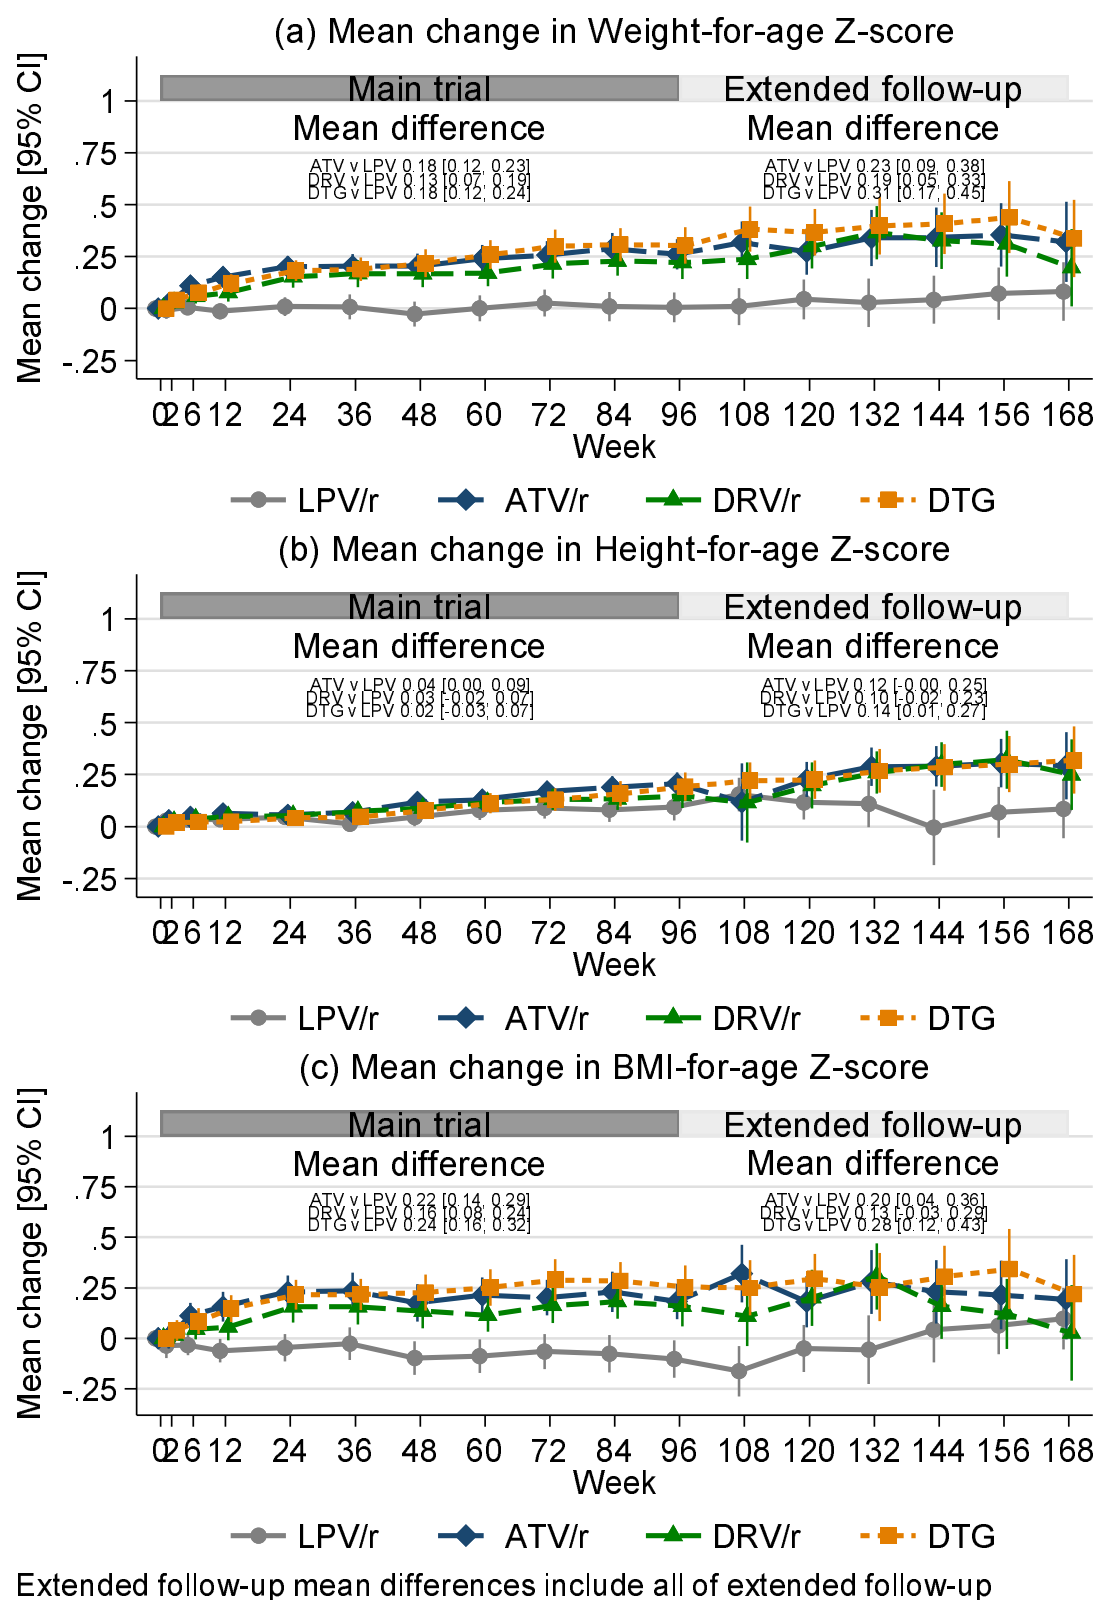 (a) Mean change in Weight-for-age Z-score
Mean change [95% CI]
Main trial
Extended follow-up
Mean difference
Mean difference
ATV v LPV 0.18 [0.12, 0.23]
DRV v LPV 0.13 [0.07, 0.19]
DTG v LPV 0.18 [0.12, 0.24]
ATV v LPV 0.23 [0.09, 0.38]
DRV v LPV 0.19 [0.05, 0.33]
DTG v LPV 0.31 [0.17, 0.45]
1
.75
.5
.25
0
-.25
0 2 6 12 24 36 48 60 72 84 96 108 120 132 144 156 168
Week
LPV/r ATV/r DRV/r DTG
(b) Mean change in Height-for-age Z-score
Mean change [95% CI]
Main trial
Extended follow-up
Mean difference
Mean difference
ATV v LPV 0.04 [0.00, 0.09]
DRV v LPV 0.03 [-0.02, 0.07]
DTG v LPV 0.02 [-0.03, 0.07]
ATV v LPV 0.12 [-0.00, 0.25]
DRV v LPV 0.10 [-0.02, 0.23]
DTG v LPV 0.14 [0.01, 0.27]
1
.75
.5
.25
0
-.25
0 2 6 12 24 36 48 60 72 84 96 108 120 132 144 156 168
Week
LPV/r ATV/r DRV/r DTG
(c) Mean change in BMI-for-age Z-score
Mean change [95% CI]
Main trial
Extended follow-up
Mean difference
Mean difference
ATV v LPV 0.22 [0.14, 0.29]
DRV v LPV 0.16 [0.08, 0.24]
DTG v LPV 0.24 [0.16, 0.32]
ATV v LPV 0.20 [0.04, 0.36]
DRV v LPV 0.13 [-0.03, 0.29]
DTG v LPV 0.28 [0.12, 0.43]
1
.75
.5
.25
0
-.25
0 2 6 12 24 36 48 60 72 84 96 108 120 132 144 156 168
Week
LPV/r ATV/r DRV/r DTG
Extended follow-up mean differences include all of extended follow-up